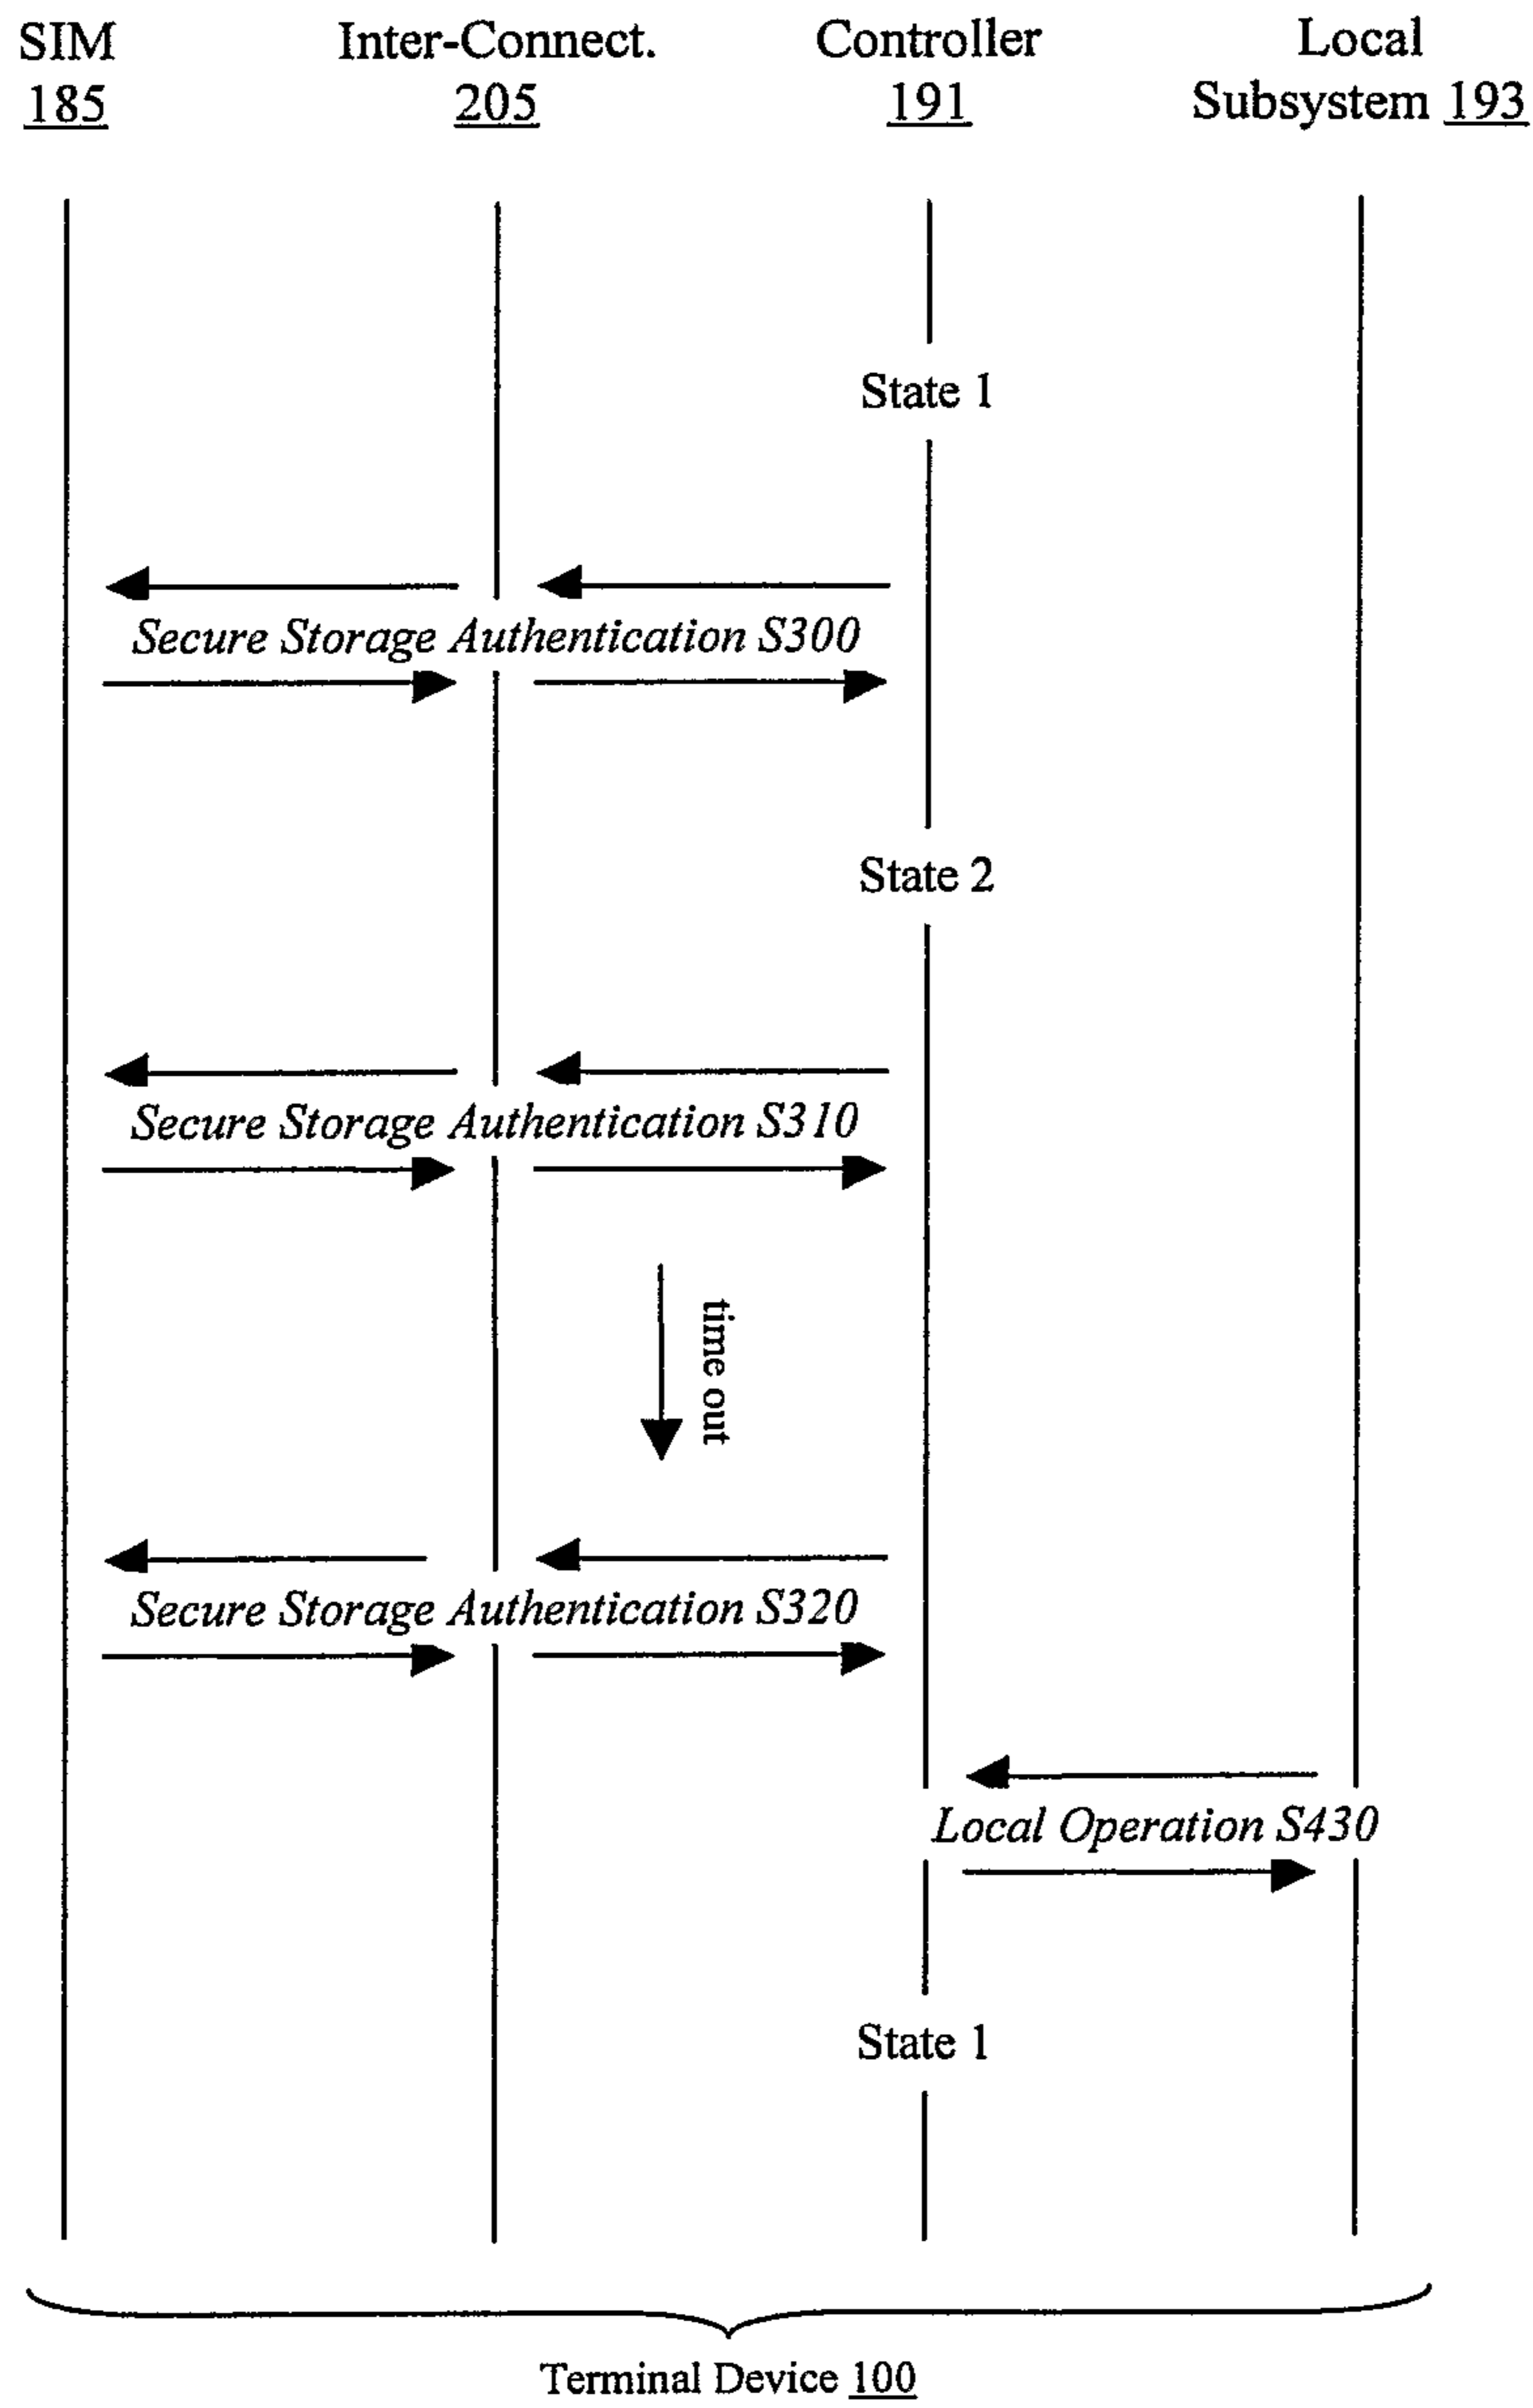 SIM
185
Inter-Connect.
205
Controller
191
Local
Subsystem 193
State 1
Secure Storage Authentication S300
State 2
Secure Storage Authentication S310
time out
Secure Storage Authentication S320
Local Operation S430
State 1
Terminal Device 100